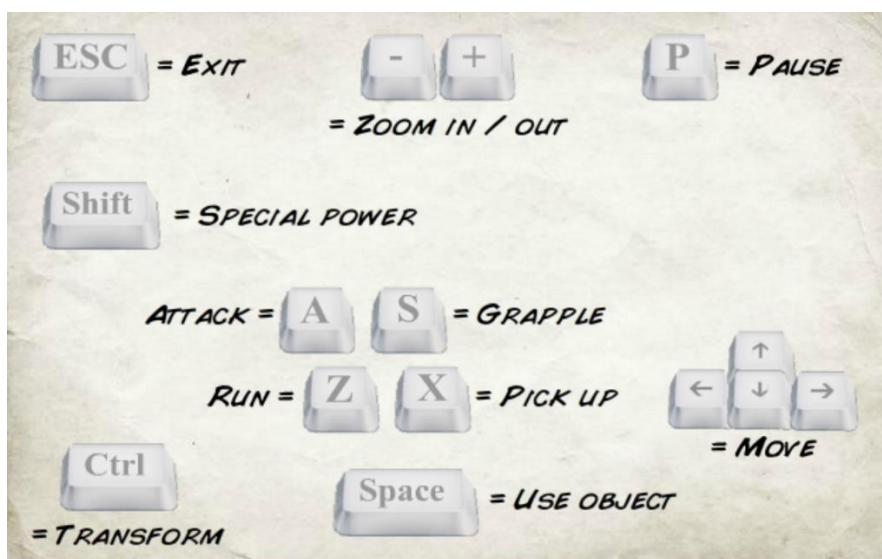 ESC = EXIT
- +
= ZOOM IN / OUT
P = PAUSE
Shift = SPECIAL POWER
ATTACK = A S = GRAPPLE
RUN = Z X = PICK UP
↑
← ↓ →
= MOVE
Ctrl
= TRANSFORM
Space = USE OBJECT